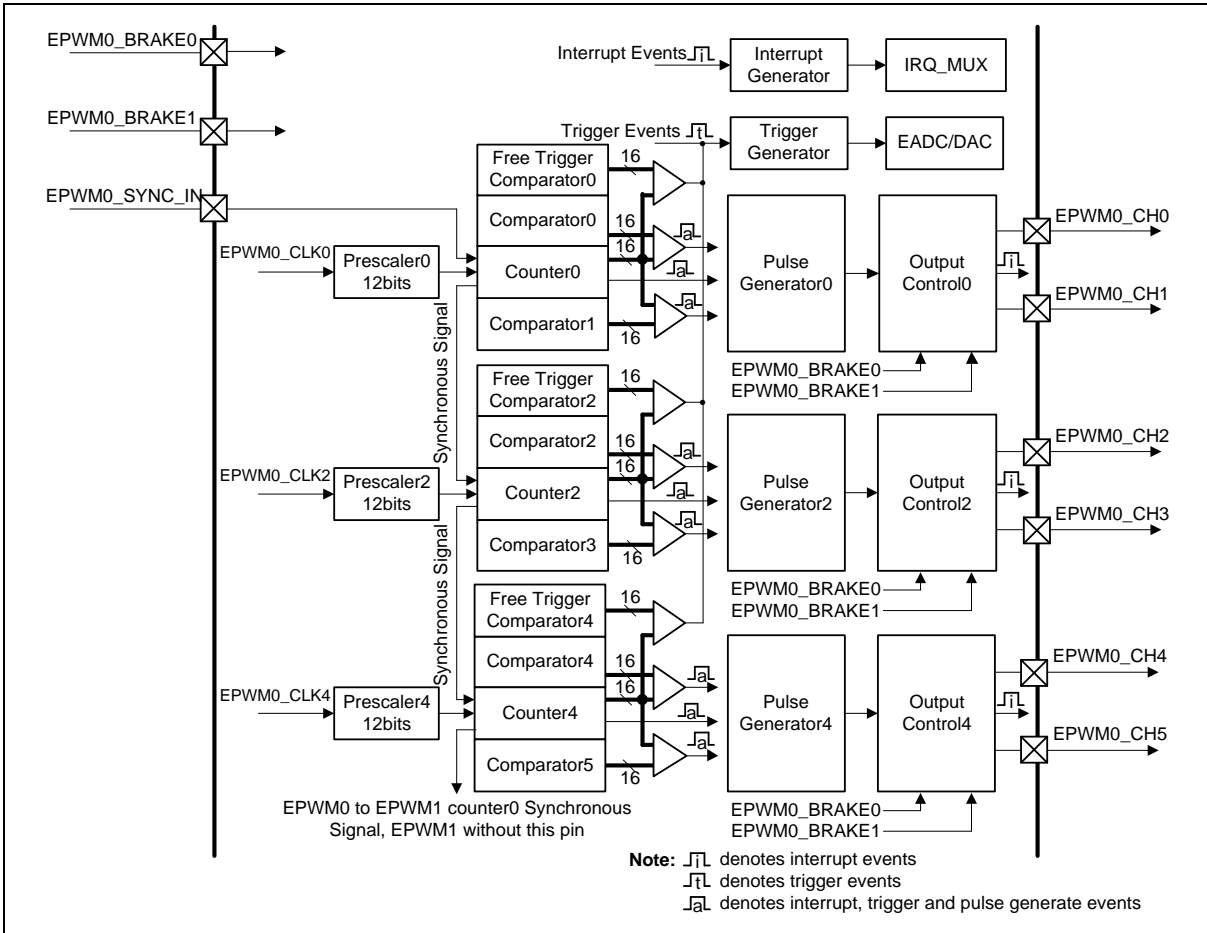 EPWM0_BRAKE0
EPWM0_BRAKE1
EPWM0_SYNC_IN
Interrupt Events
i
Interrupt
Generator
IRQ_MUX
Trigger Events
t
Trigger
Generator
EADC/DAC
EPWM0_CLK0
Prescaler0
12bits
Free Trigger
Comparator0
Comparator0
Counter0
Comparator1
16
16
16
16
a
a
a
Pulse
Generator0
Output
Control0
i
EPWM0_CH0
EPWM0_CH1
EPWM0_BRAKE0
EPWM0_BRAKE1
Synchronous Signal
EPWM0_CLK2
Prescaler2
12bits
Free Trigger
Comparator2
Comparator2
Counter2
Comparator3
16
16
16
16
a
a
a
Pulse
Generator2
Output
Control2
i
EPWM0_CH2
EPWM0_CH3
EPWM0_BRAKE0
EPWM0_BRAKE1
Synchronous Signal
EPWM0_CLK4
Prescaler4
12bits
Free Trigger
Comparator4
Comparator4
Counter4
Comparator5
16
16
16
16
a
a
a
Pulse
Generator4
Output
Control4
i
EPWM0_CH4
EPWM0_CH5
EPWM0_BRAKE0
EPWM0_BRAKE1
EPWM0 to EPWM1 counter0 Synchronous
Signal, EPWM1 without this pin
Note: i denotes interrupt events
t denotes trigger events
a denotes interrupt, trigger and pulse generate events